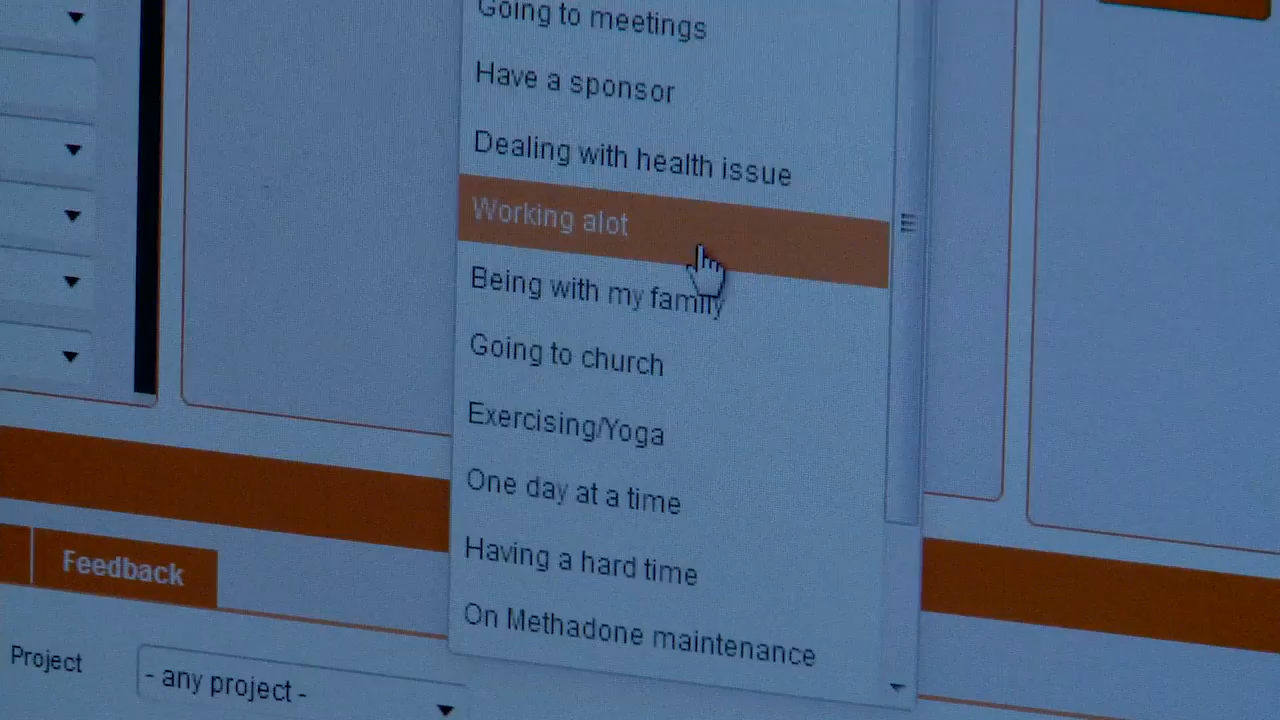 Going to meetings
Have a sponsor
Dealing with health issue
Working alot
Being with my family
Going to church
Exercising/Yoga
One day at a time
Having a hard time
On Methadone maintenance
Feedback
Project
- any project -